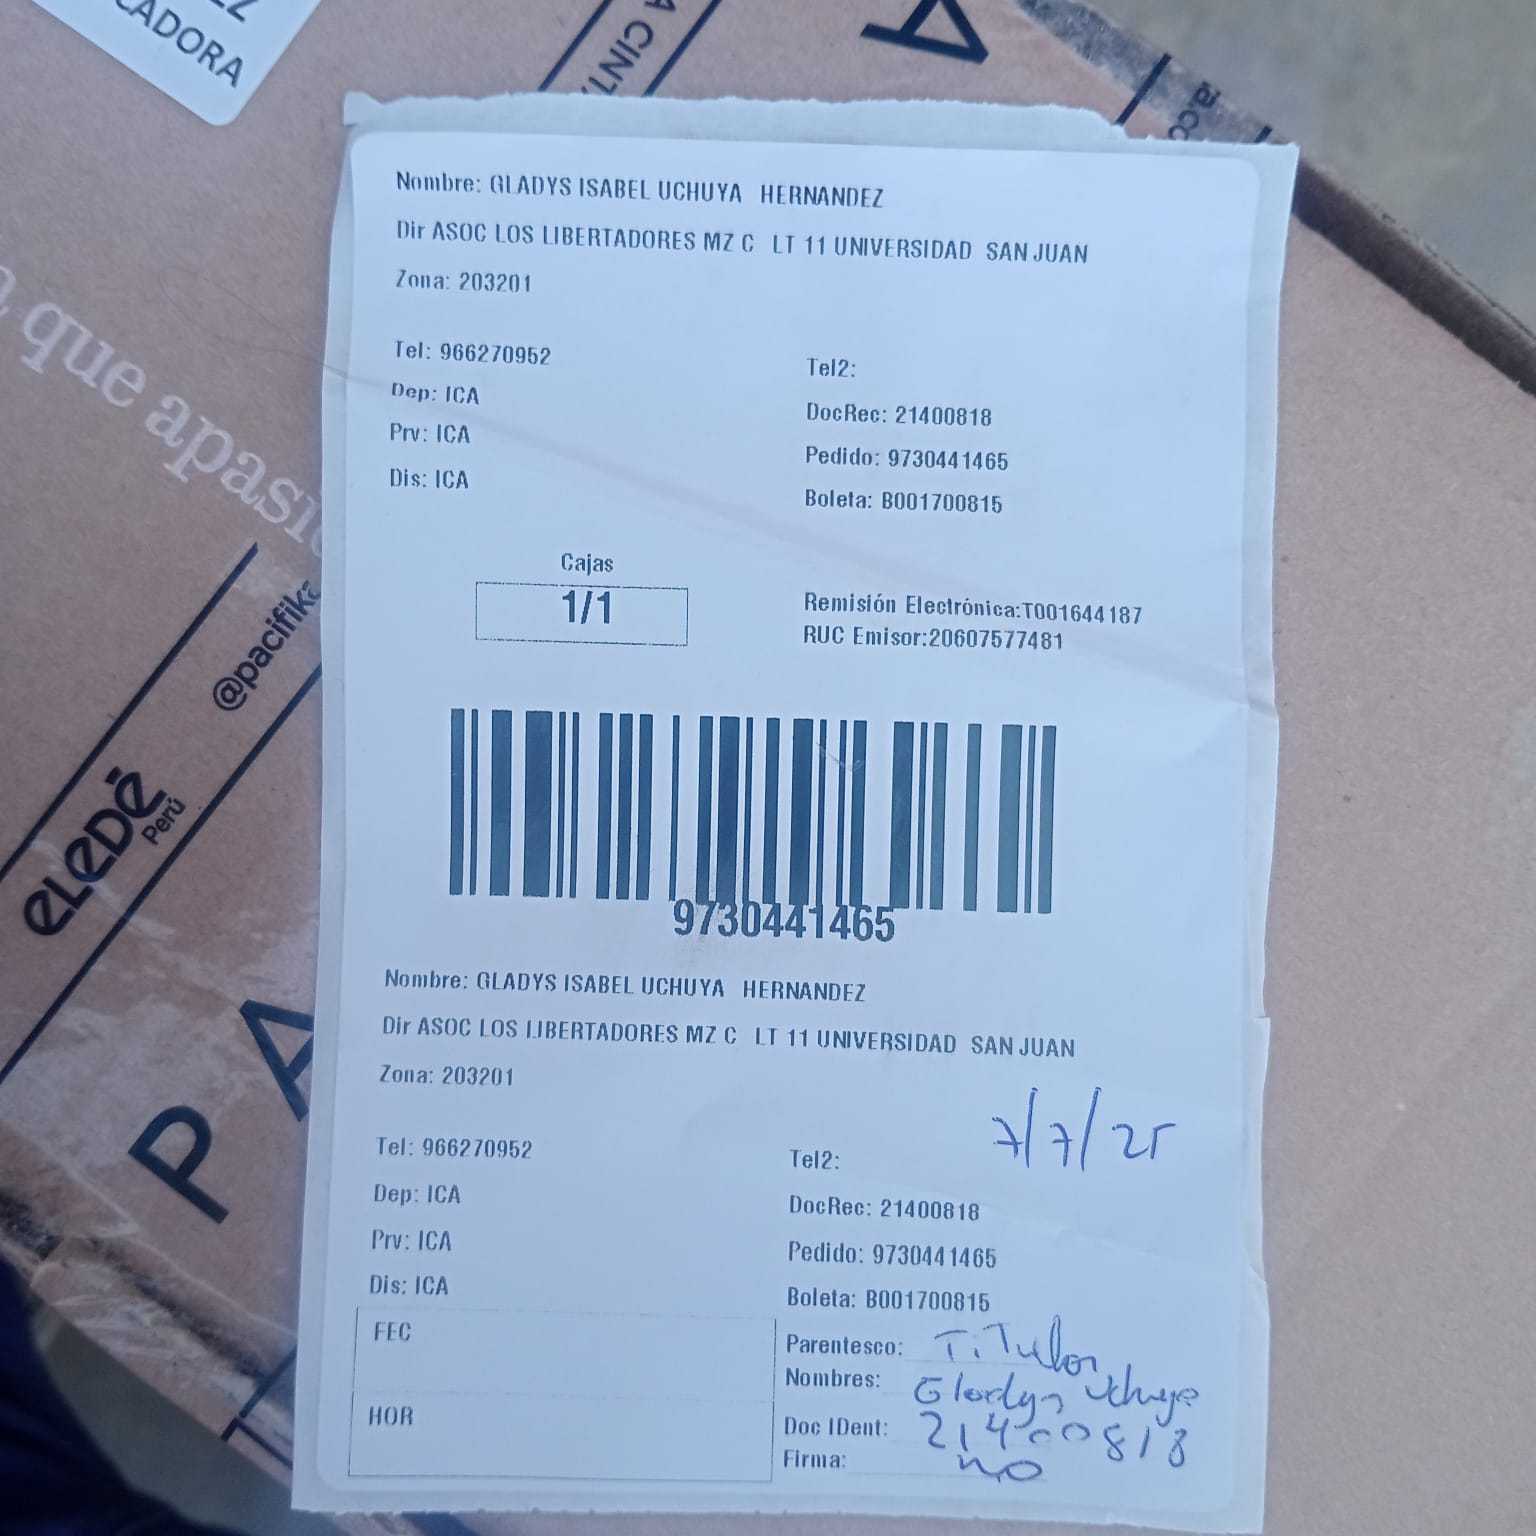 CADORA
A CINT
A
Nombre: GLADYS ISABEL UCHUYA HERNANDEZ
Dir ASOC LOS LIBERTADORES MZ C LT 11 UNIVERSIDAD SAN JUAN
Zona: 203201
Tel: 966270952
Tel2:
Dep: ICA
DocRec: 21400818
Prv: ICA
Pedido: 9730441465
Dis: ICA
Boleta: B001700815
Cajas
1/1
Remisión Electrónica:T001644187
RUC Emisor:20607577481
9730441465
Nombre: GLADYS ISABEL UCHUYA HERNANDEZ
Dir ASOC LOS LIBERTADORES MZ C LT 11 UNIVERSIDAD SAN JUAN
Zona: 203201
7/7/25
Tel: 966270952
Tel2:
Dep: ICA
DocRec: 21400818
Prv: ICA
Pedido: 9730441465
Dis: ICA
Boleta: B001700815
FEC
HOR
Parentesco: Titular
Nombres: Gladys Uchuya
Doc IDent: 21400818
Firma: no
que apasi
@pacifika
eLeDé
Perú
PA